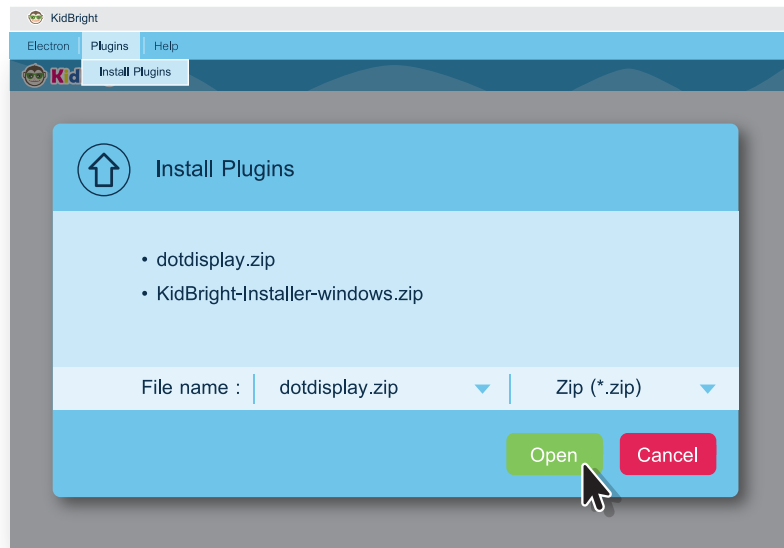 KidBright
Electron Plugins Help
Kid
Install Plugins
Install Plugins
• dotdisplay.zip
• KidBright-Installer-windows.zip
File name : dotdisplay.zip Zip (*.zip)
Open Cancel